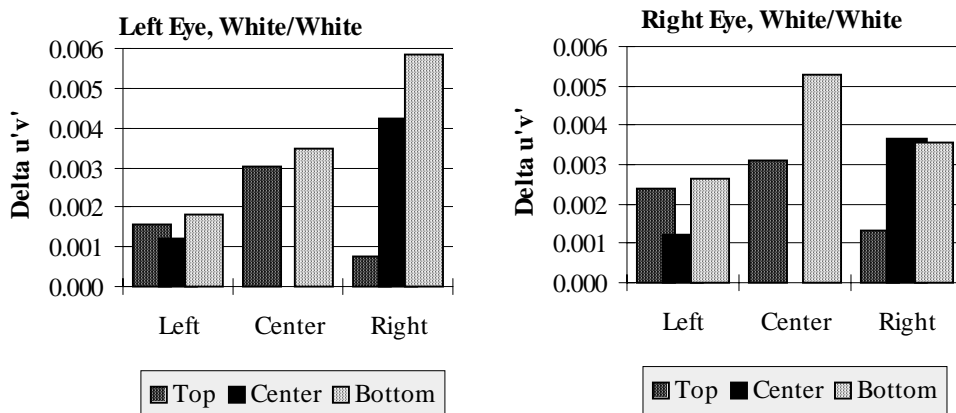 Left Eye, White/White
0.006
0.005
0.004
0.003
0.002
0.001
0.000
Delta u'v'
Left Center Right
Top Center Bottom
Right Eye, White/White
0.006
0.005
0.004
0.003
0.002
0.001
0.000
Delta u'v'
Left Center Right
Top Center Bottom